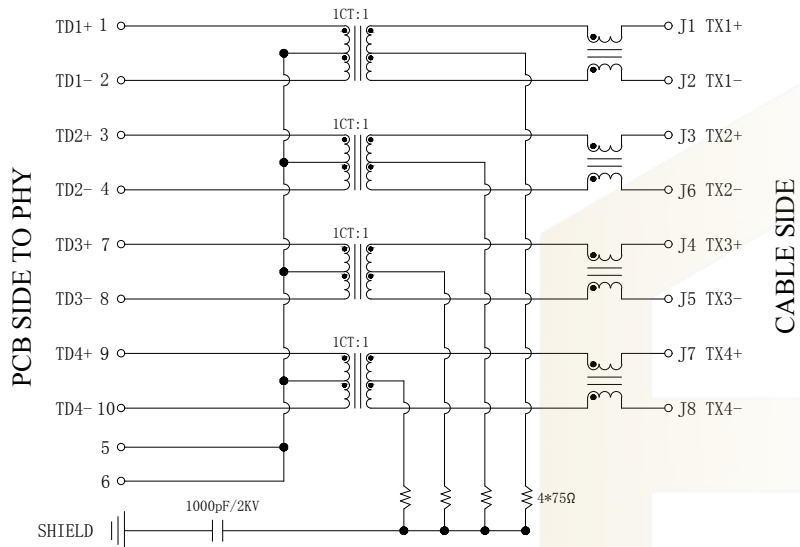 1CT:1
TD1+ 1
J1 TX1+
TD1- 2
J2 TX1-
1CT:1
TD2+ 3
J3 TX2+
TD2- 4
J6 TX2-
1CT:1
TD3+ 7
J4 TX3+
TD3- 8
J5 TX3-
1CT:1
TD4+ 9
J7 TX4+
TD4- 10
J8 TX4-
5
6
1000pF/2KV
4*75Ω
SHIELD
PCB SIDE TO PHY
CABLE SIDE